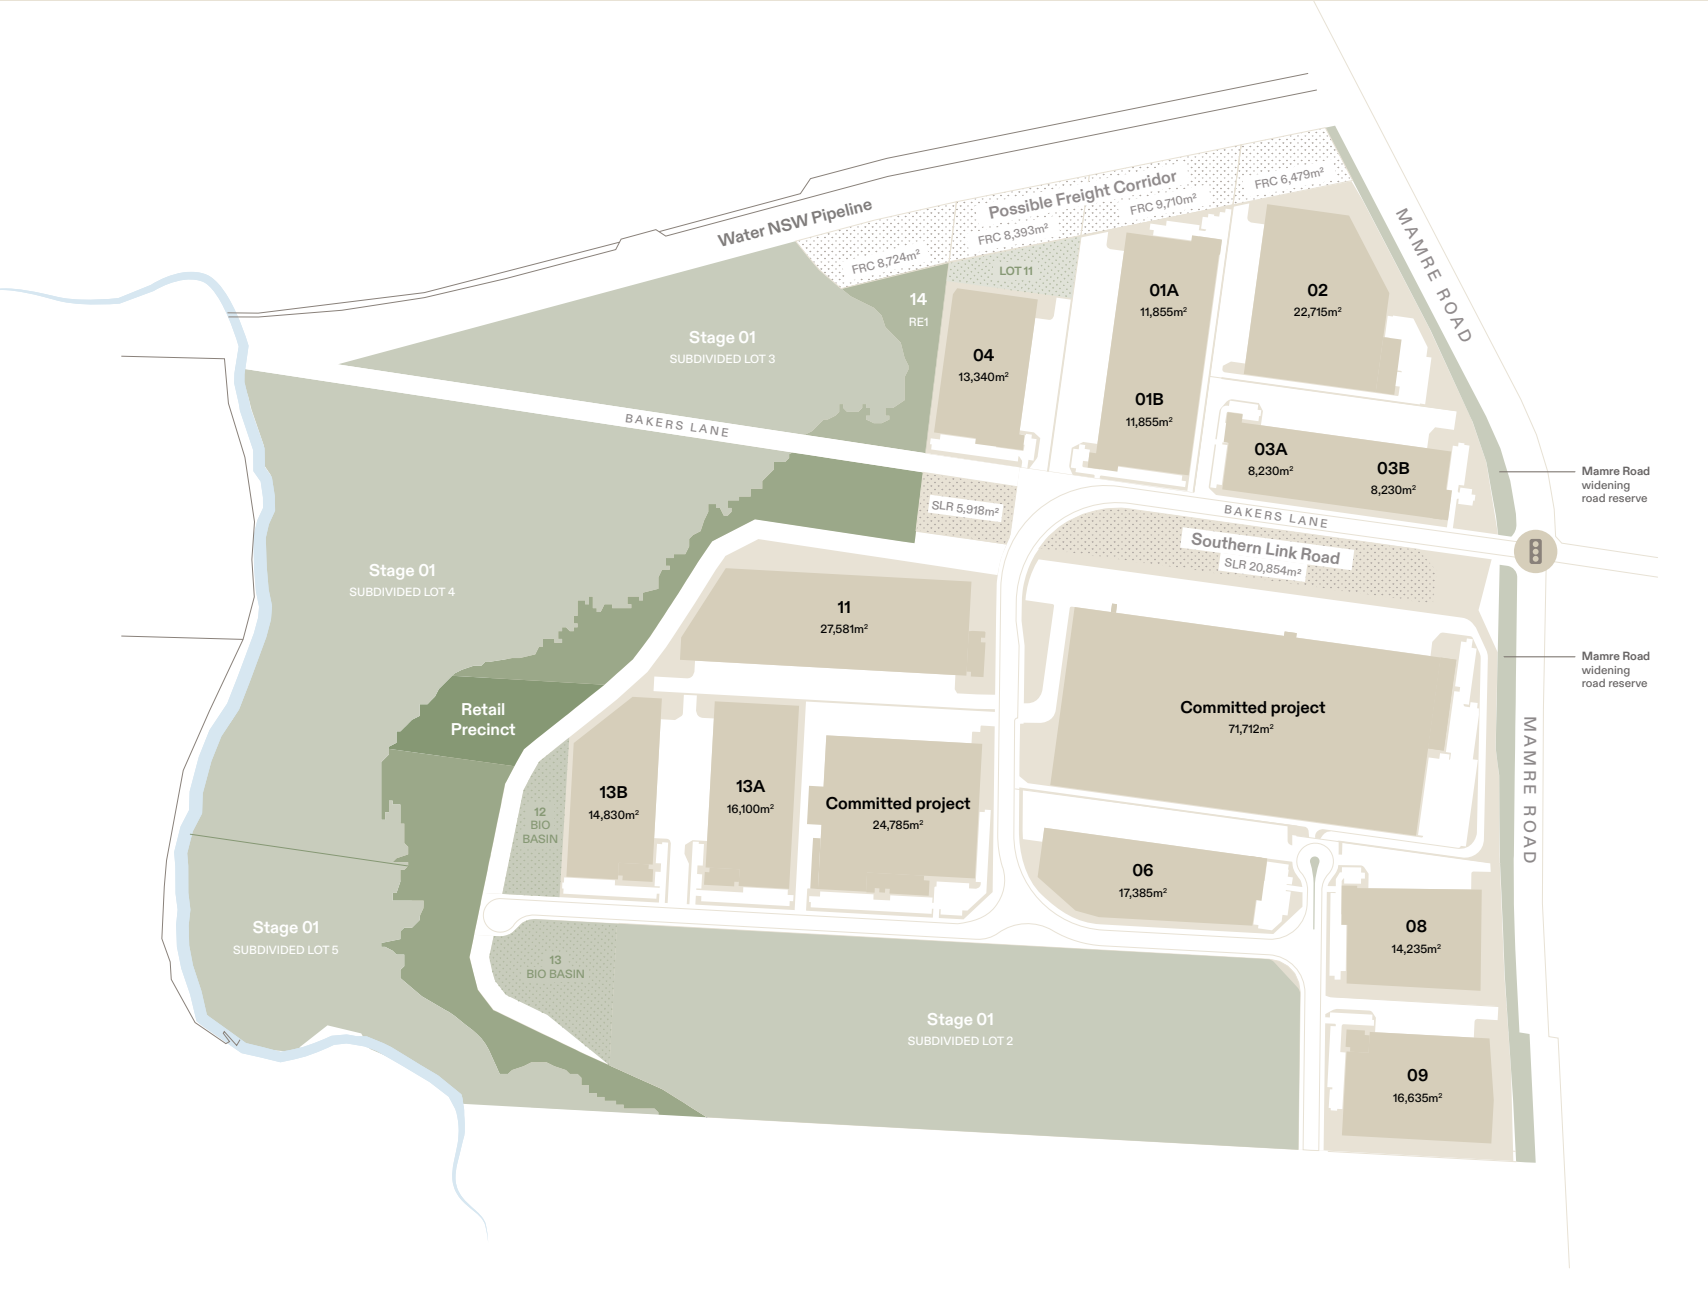 MAMRE ROAD
Possible Freight Corridor
FRC 6,479m²
FRC 9,710m²
Water NSW Pipeline
FRC 8,393m²
FRC 8,724m²
LOT 11
14
RE1
01A
11,855m²
02
22,715m²
Stage 01
SUBDIVIDED LOT 3
04
13,340m²
01B
11,855m²
BAKERS LANE
03A
8,230m²
03B
8,230m²
Mamre Road
widening
road reserve
SLR 5,918m²
BAKERS LANE
Southern Link Road
SLR 20,854m²
Stage 01
SUBDIVIDED LOT 4
11
27,581m²
Mamre Road
widening
road reserve
Retail
Precinct
Committed project
71,712m²
MAMRE ROAD
13B
14,830m²
13A
16,100m²
Committed project
24,785m²
12
BIO
BASIN
06
17,385m²
Stage 01
SUBDIVIDED LOT 5
08
14,235m²
13
BIO BASIN
Stage 01
SUBDIVIDED LOT 2
09
16,635m²